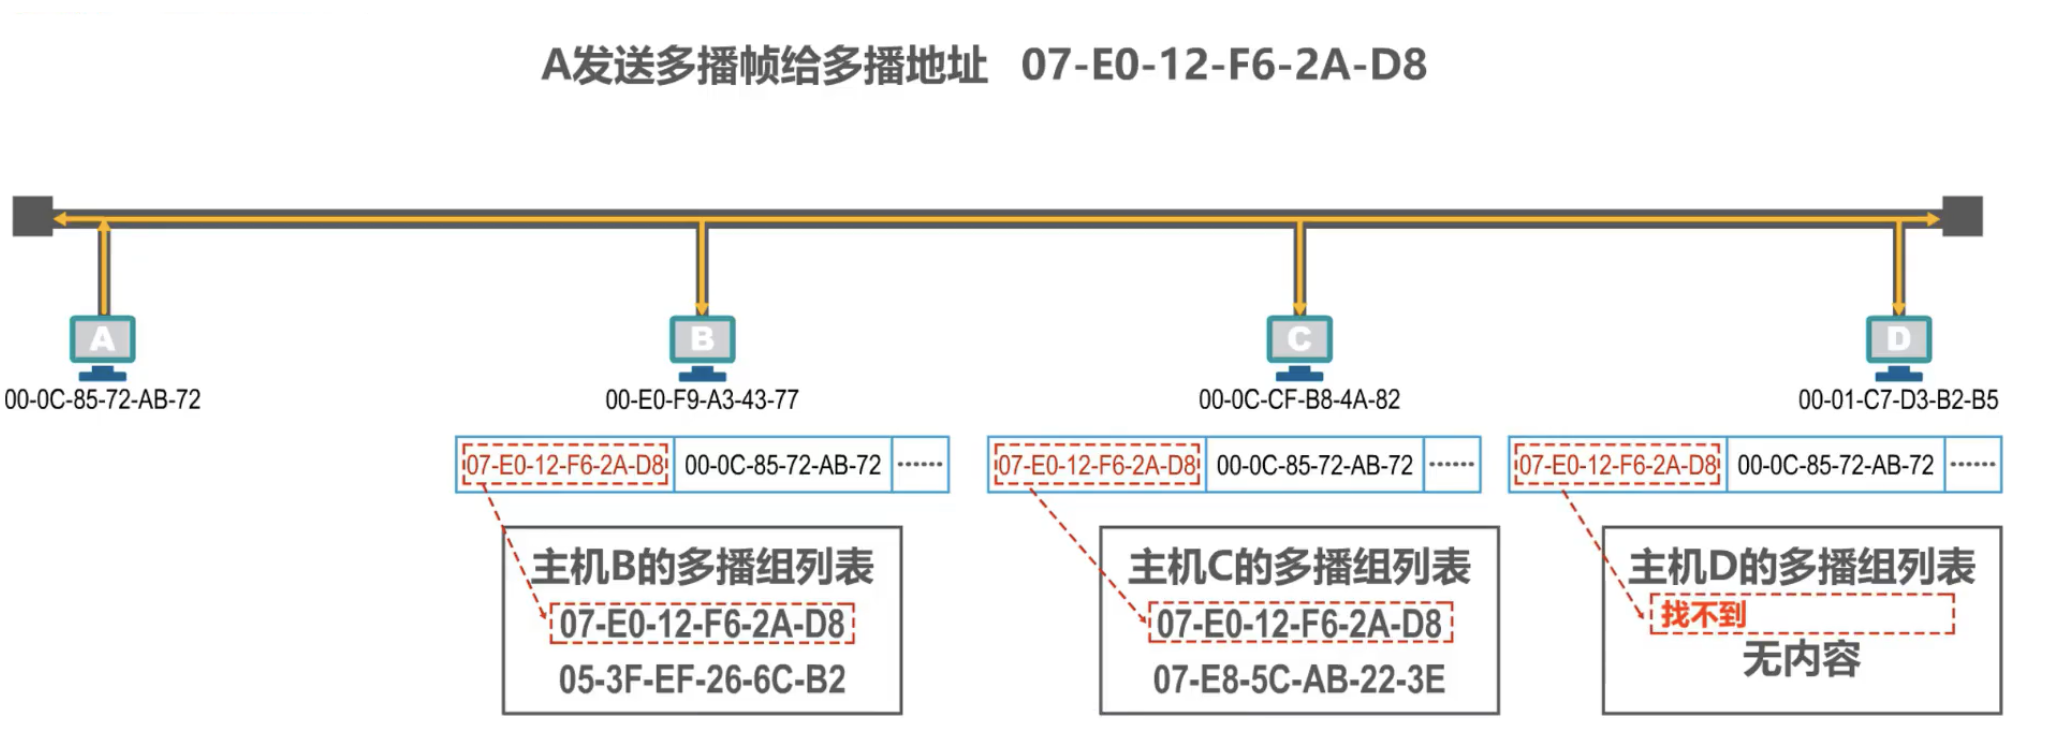 A发送多播帧给多播地址 07-E0-12-F6-2A-D8
A
B
C
D
00-0C-85-72-AB-72
00-E0-F9-A3-43-77
00-0C-CF-B8-4A-82
00-01-C7-D3-B2-B5
07-E0-12-F6-2A-D8 00-0C-85-72-AB-72 ······
07-E0-12-F6-2A-D8 00-0C-85-72-AB-72 ······
07-E0-12-F6-2A-D8 00-0C-85-72-AB-72 ······
主机B的多播组列表
07-E0-12-F6-2A-D8
05-3F-EF-26-6C-B2
主机C的多播组列表
07-E0-12-F6-2A-D8
07-E8-5C-AB-22-3E
主机D的多播组列表
找不到
无内容